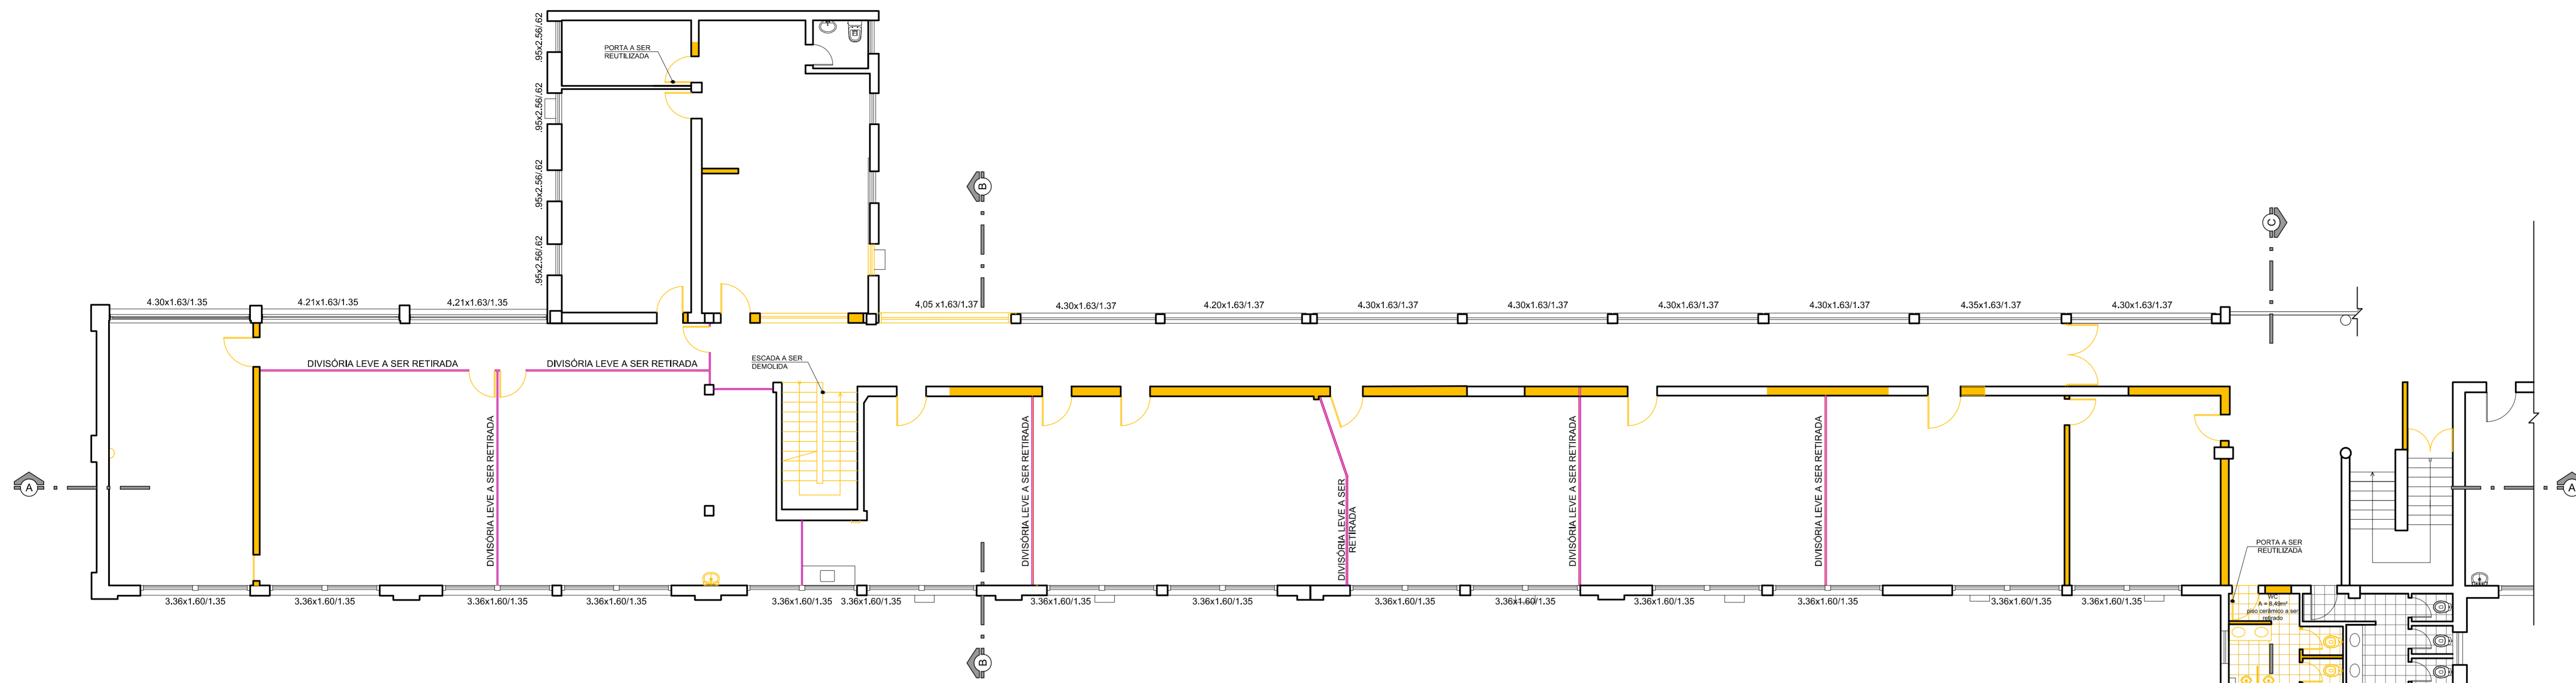 .95x2.56/.62
.95x2.56/.62
.95x2.56/.62
.95x2.56/.62
PORTA A SER
REUTILIZADA
B
C
4.30x1.63/1.35
4.21x1.63/1.35
4.21x1.63/1.35
4,05 x1,63/1.37
4.30x1.63/1.37
4.20x1.63/1.37
4.30x1.63/1.37
4.30x1.63/1.37
4.30x1.63/1.37
4.30x1.63/1.37
4.35x1.63/1.37
4.30x1.63/1.37
DIVISÓRIA LEVE A SER RETIRADA
DIVISÓRIA LEVE A SER RETIRADA
ESCADA A SER
DEMOLIDA
DIVISÓRIA LEVE A SER RETIRADA
DIVISÓRIA LEVE A SER RETIRADA
DIVISÓRIA LEVE A SER
RETIRADA
DIVISÓRIA LEVE A SER RETIRADA
DIVISÓRIA LEVE A SER RETIRADA
A
A
PORTA A SER
REUTILIZADA
3.36x1.60/1.35
3.36x1.60/1.35
3.36x1.60/1.35
3.36x1.60/1.35
3.36x1.60/1.35
3.36x1.60/1.35
3.36x1.60/1.35
3.36x1.60/1.35
3.36x1.60/1.35
3.36x1.60/1.35
3.36x1.60/1.35
3.36x1.60/1.35
3.36x1.60/1.35
3.36x1.60/1.35
WC
A = 8,49m²
piso cerâmico a ser
retirado
B